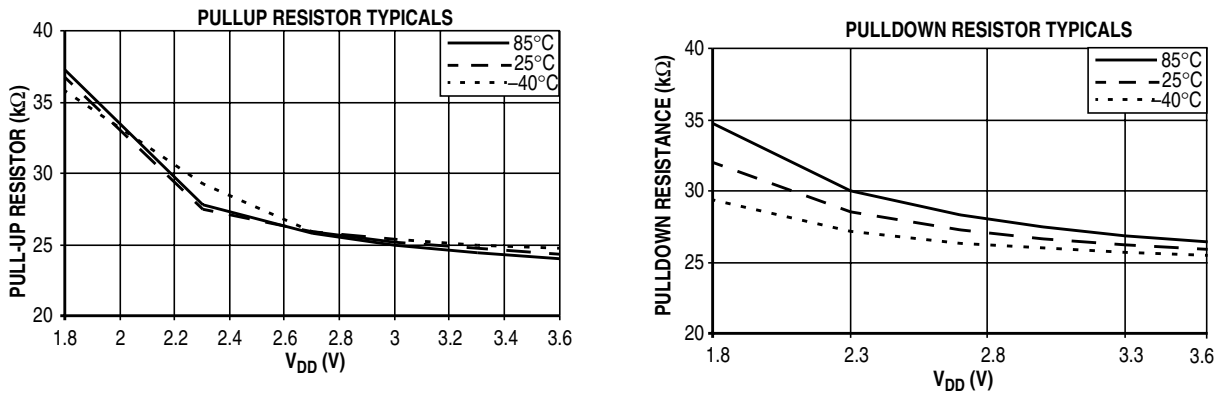 PULLUP RESISTOR TYPICALS
PULL-UP RESISTOR (kΩ)
40
35
30
25
20
85°C
25°C
–40°C
1.8 2 2.2 2.4 2.6 2.8 3 3.2 3.4 3.6
VDD (V)
PULLDOWN RESISTOR TYPICALS
PULLDOWN RESISTANCE (kΩ)
40
35
30
25
20
85°C
25°C
–40°C
1.8 2.3 2.8 3.3 3.6
VDD (V)